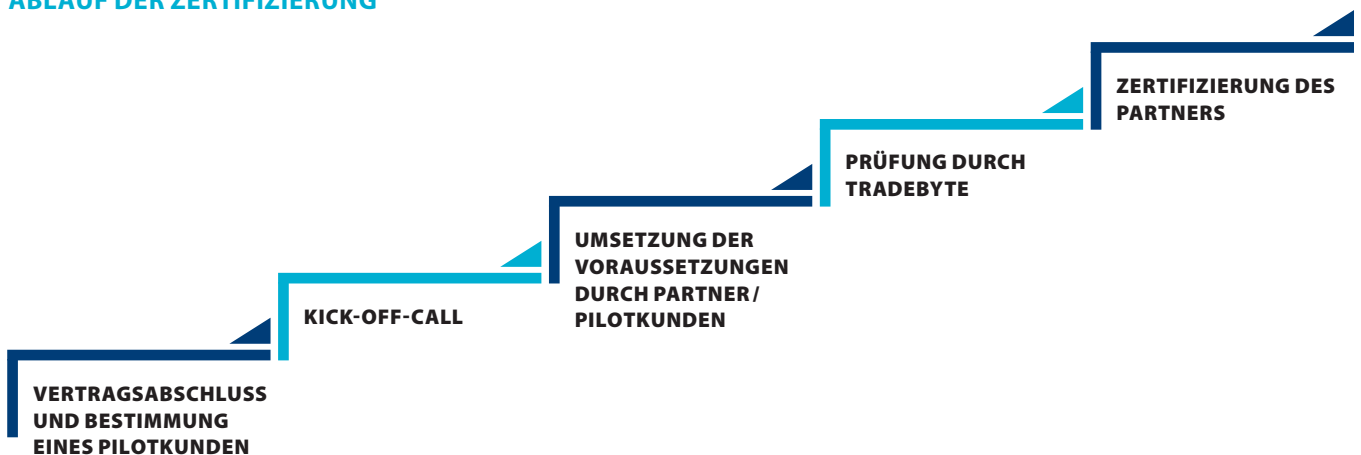 ABLAUF DER ZERTIFIZIERUNG
VERTRAGSABSCHLUSS
UND BESTIMMUNG
EINES PILOTKUNDEN
KICK-OFF-CALL
UMSETZUNG DER
VORAUSSETZUNGEN
DURCH PARTNER/
PILOTKUNDEN
PRÜFUNG DURCH
TRADEBYTE
ZERTIFIZIERUNG DES
PARTNERS